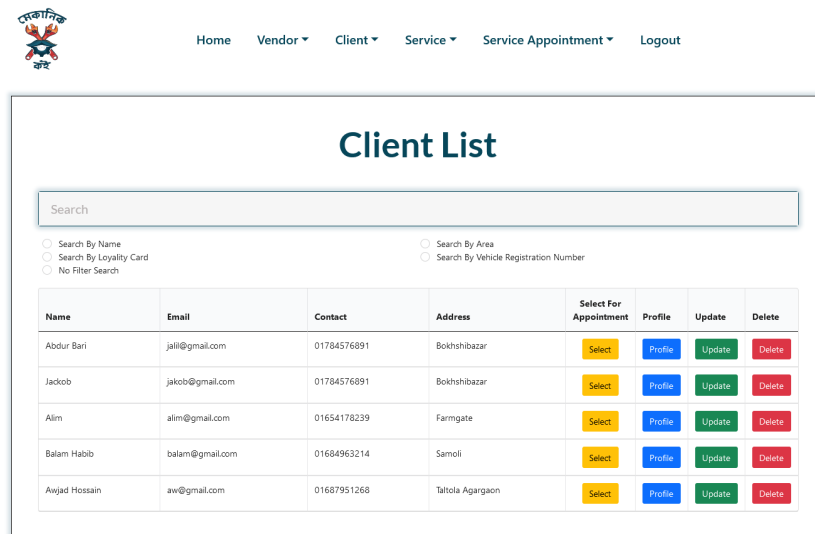 মেকানিক
কই
Home Vendor Client Service Service Appointment Logout
Client List
Search
Search By Name Search By Area
Search By Loyality Card Search By Vehicle Registration Number
No Filter Search
Name Email Contact Address Select For Appointment Profile Update Delete
Abdur Bari jalil@gmail.com 01784576891 Bokhshibazar Select Profile Update Delete
Jackob jakob@gmail.com 01784576891 Bokhshibazar Select Profile Update Delete
Alim alim@gmail.com 01654178239 Farmgate Select Profile Update Delete
Balam Habib balam@gmail.com 01684963214 Samoli Select Profile Update Delete
Awjad Hossain aw@gmail.com 01687951268 Taltola Agargaon Select Profile Update Delete